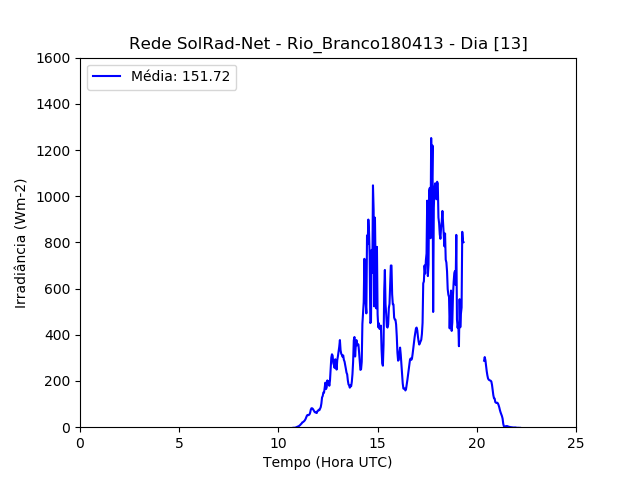 Rede SolRad-Net - Rio_Branco180413 - Dia [13]
Média: 151.72
Irradiância (Wm-2)
1600
1400
1200
1000
800
600
400
200
0
0 5 10 15 20 25
Tempo (Hora UTC)